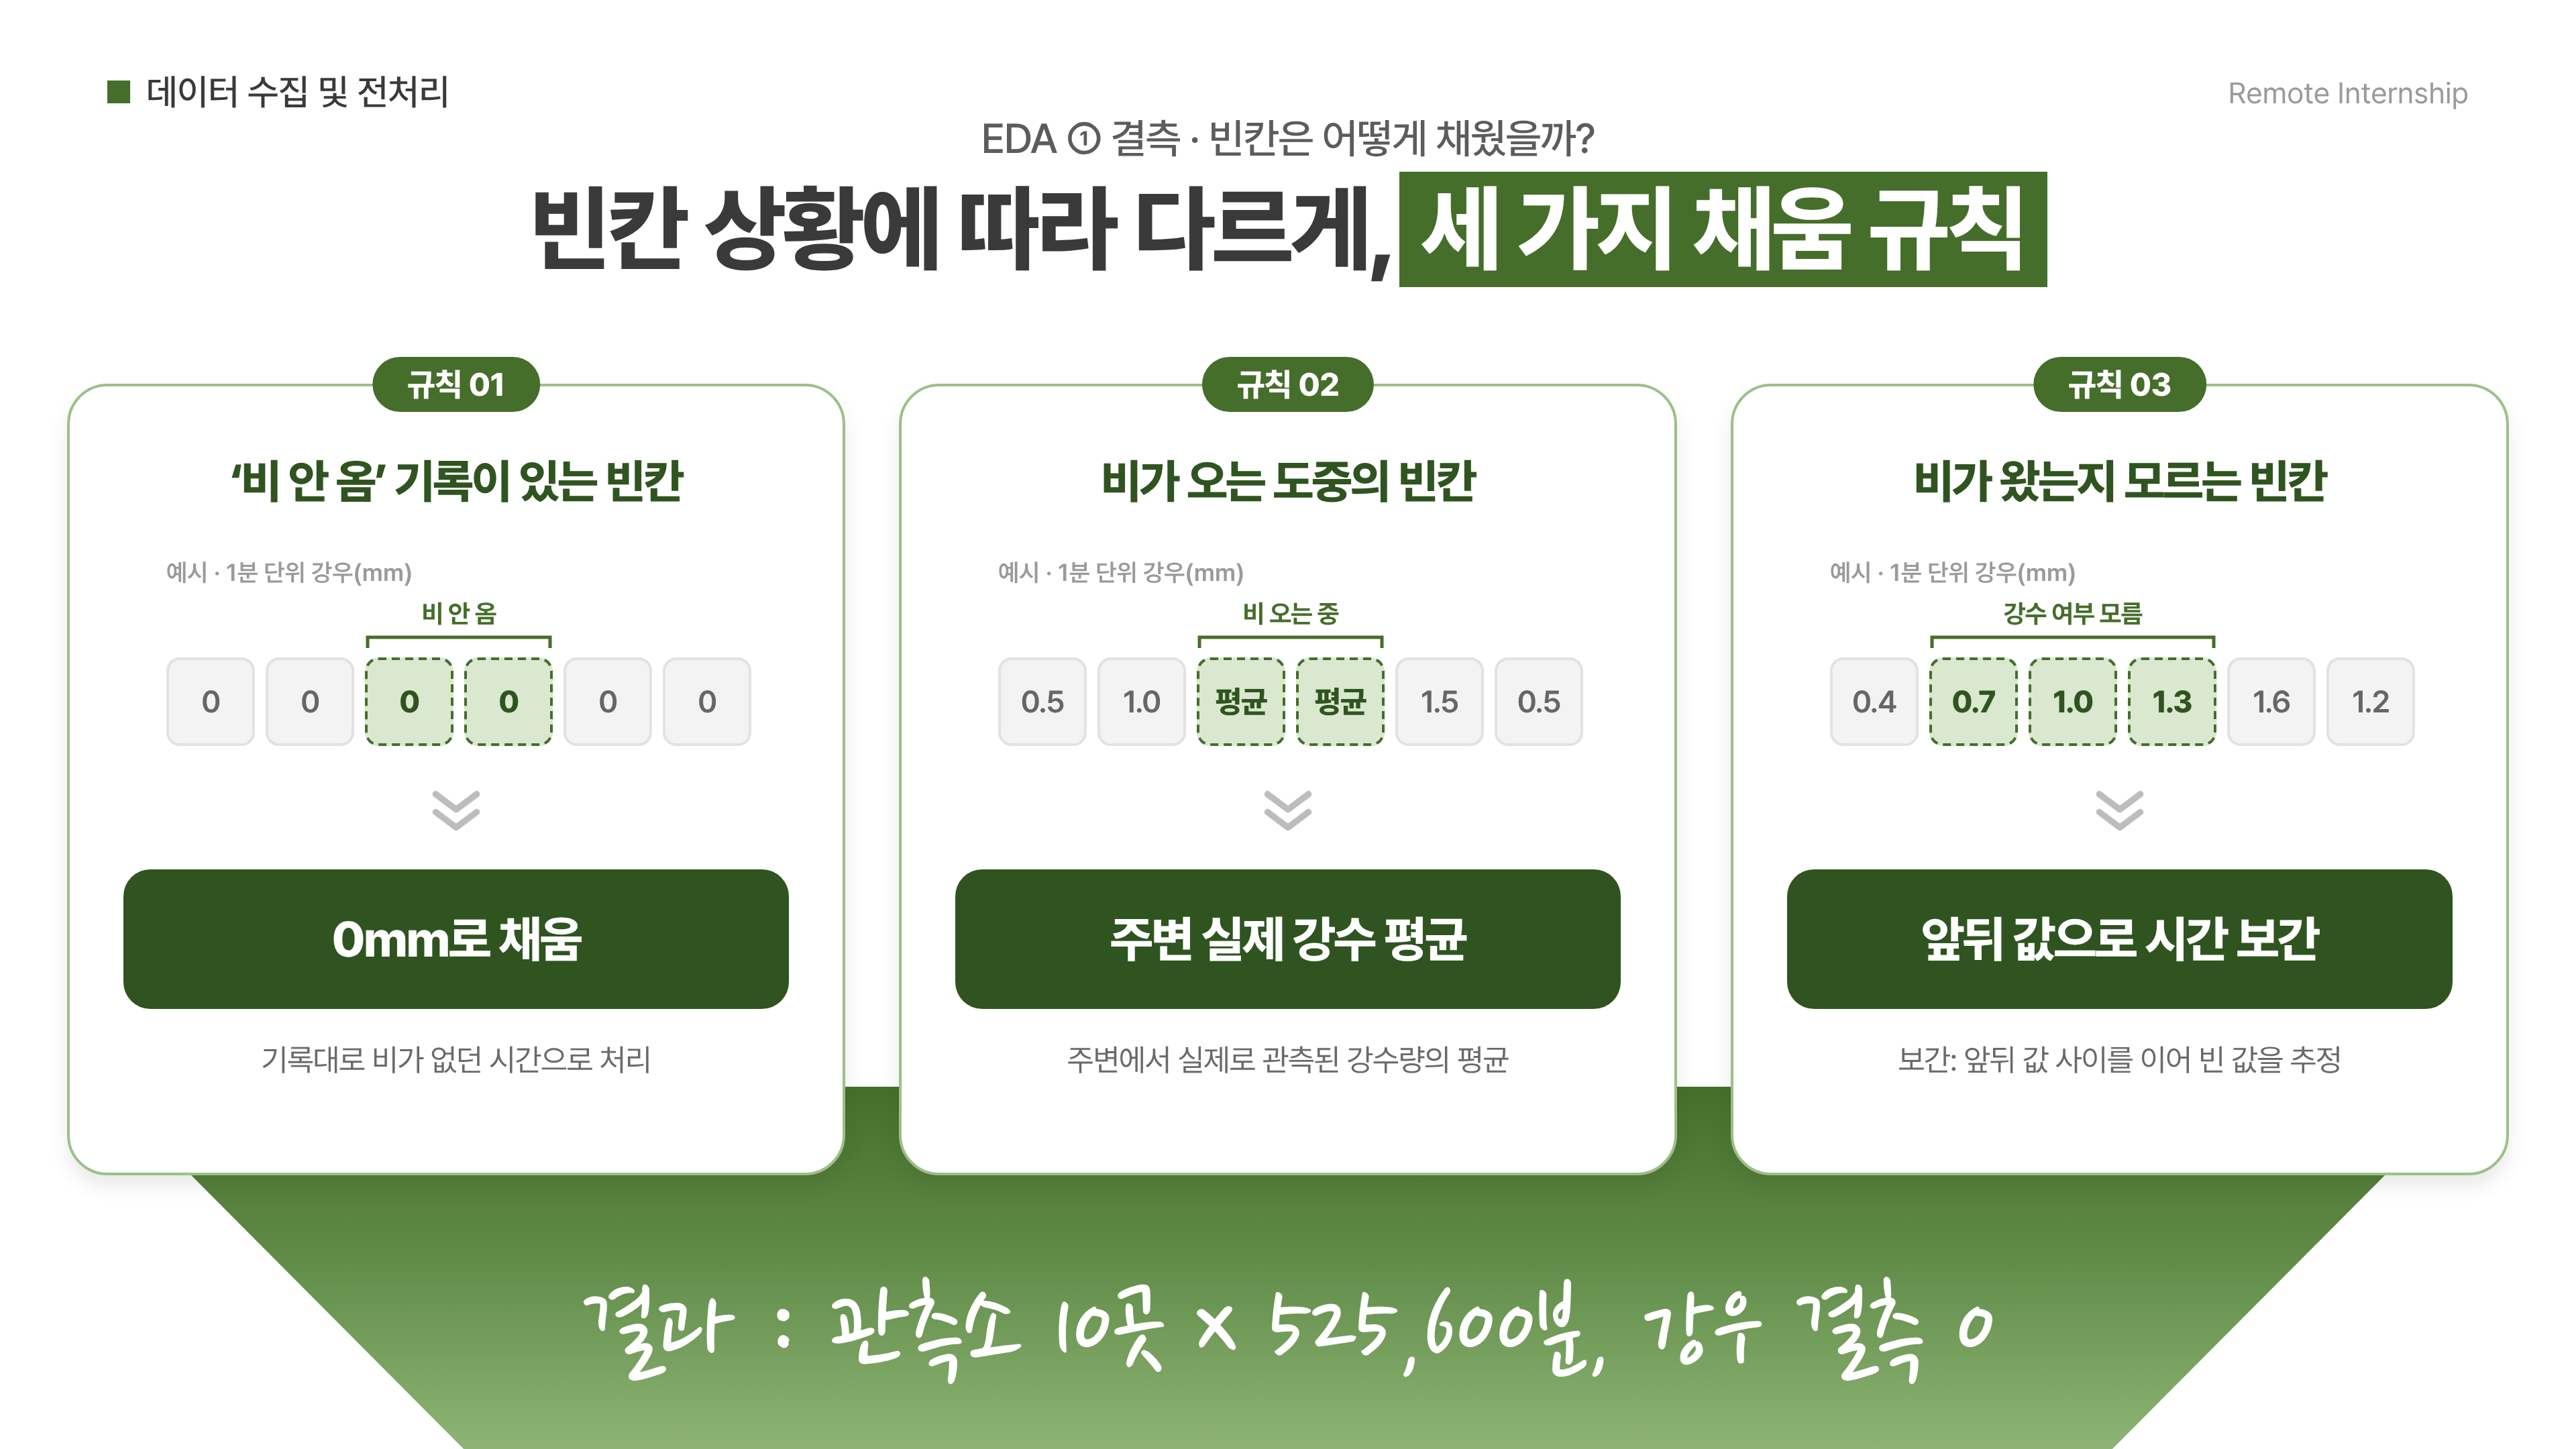 데이터 수집 및 전처리
Remote Internship
EDA ① 결측 · 빈칸은 어떻게 채웠을까?
빈칸 상황에 따라 다르게, 세 가지 채움 규칙
규칙 01
‘비 안 옴’ 기록이 있는 빈칸
예시 · 1분 단위 강우(mm)
비 안 옴
0 0 0 0 0 0
0mm로 채움
기록대로 비가 없던 시간으로 처리
규칙 02
비가 오는 도중의 빈칸
예시 · 1분 단위 강우(mm)
비 오는 중
0.5 1.0 평균 평균 1.5 0.5
주변 실제 강수 평균
주변에서 실제로 관측된 강수량의 평균
규칙 03
비가 왔는지 모르는 빈칸
예시 · 1분 단위 강우(mm)
강수 여부 모름
0.4 0.7 1.0 1.3 1.6 1.2
앞뒤 값으로 시간 보간
보간: 앞뒤 값 사이를 이어 빈 값을 추정
결과 : 관측소 10곳 × 525,600분, 강우 결측 0